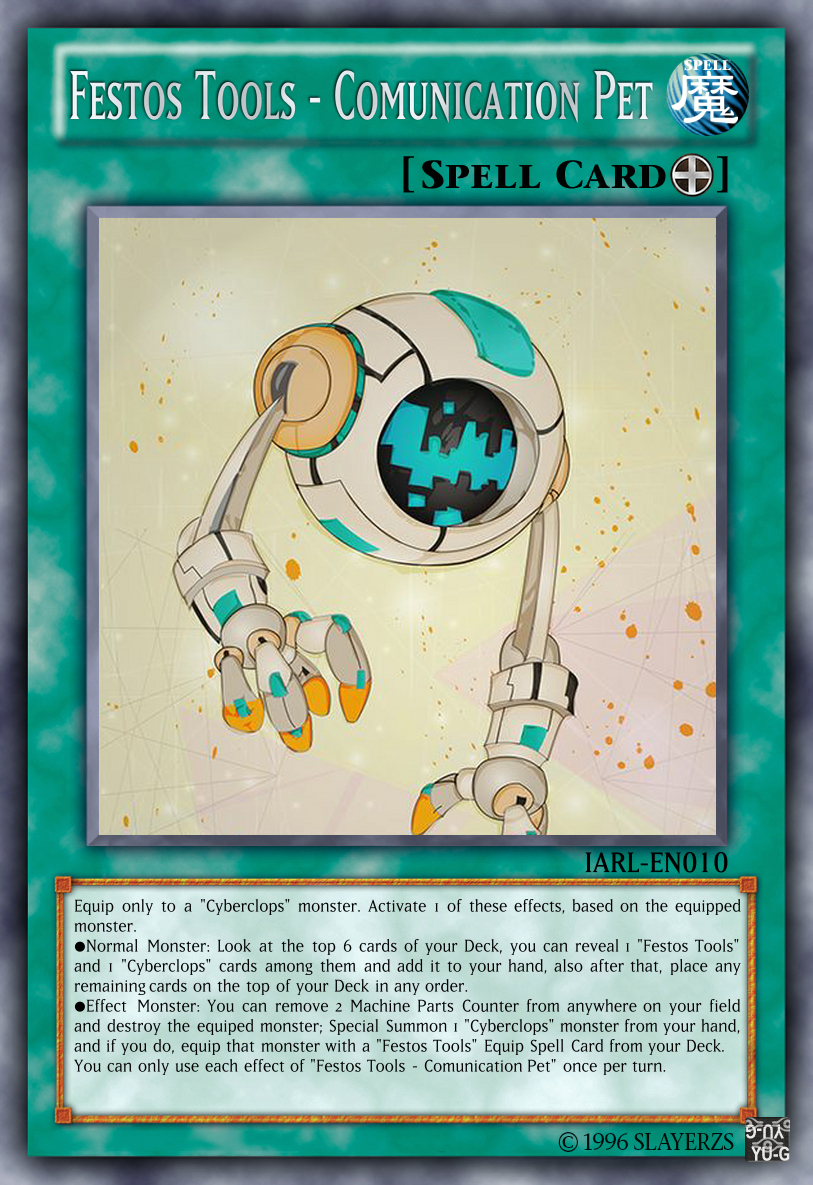 Festos Tools - Comunication Pet
SPELL
魔
[Spell Card]
IARL-EN010
Equip only to a "Cyberclops" monster. Activate 1 of these effects, based on the equipped
monster.
●Normal Monster: Look at the top 6 cards of your Deck, you can reveal 1 "Festos Tools"
and 1 "Cyberclops" cards among them and add it to your hand, also after that, place any
remaining cards on the top of your Deck in any order.
●Effect Monster: You can remove 2 Machine Parts Counter from anywhere on your field
and destroy the equiped monster; Special Summon 1 "Cyberclops" monster from your hand,
and if you do, equip that monster with a "Festos Tools" Equip Spell Card from your Deck.
You can only use each effect of "Festos Tools - Comunication Pet" once per turn.
© 1996 SLAYERZS
YU-G
YU-G